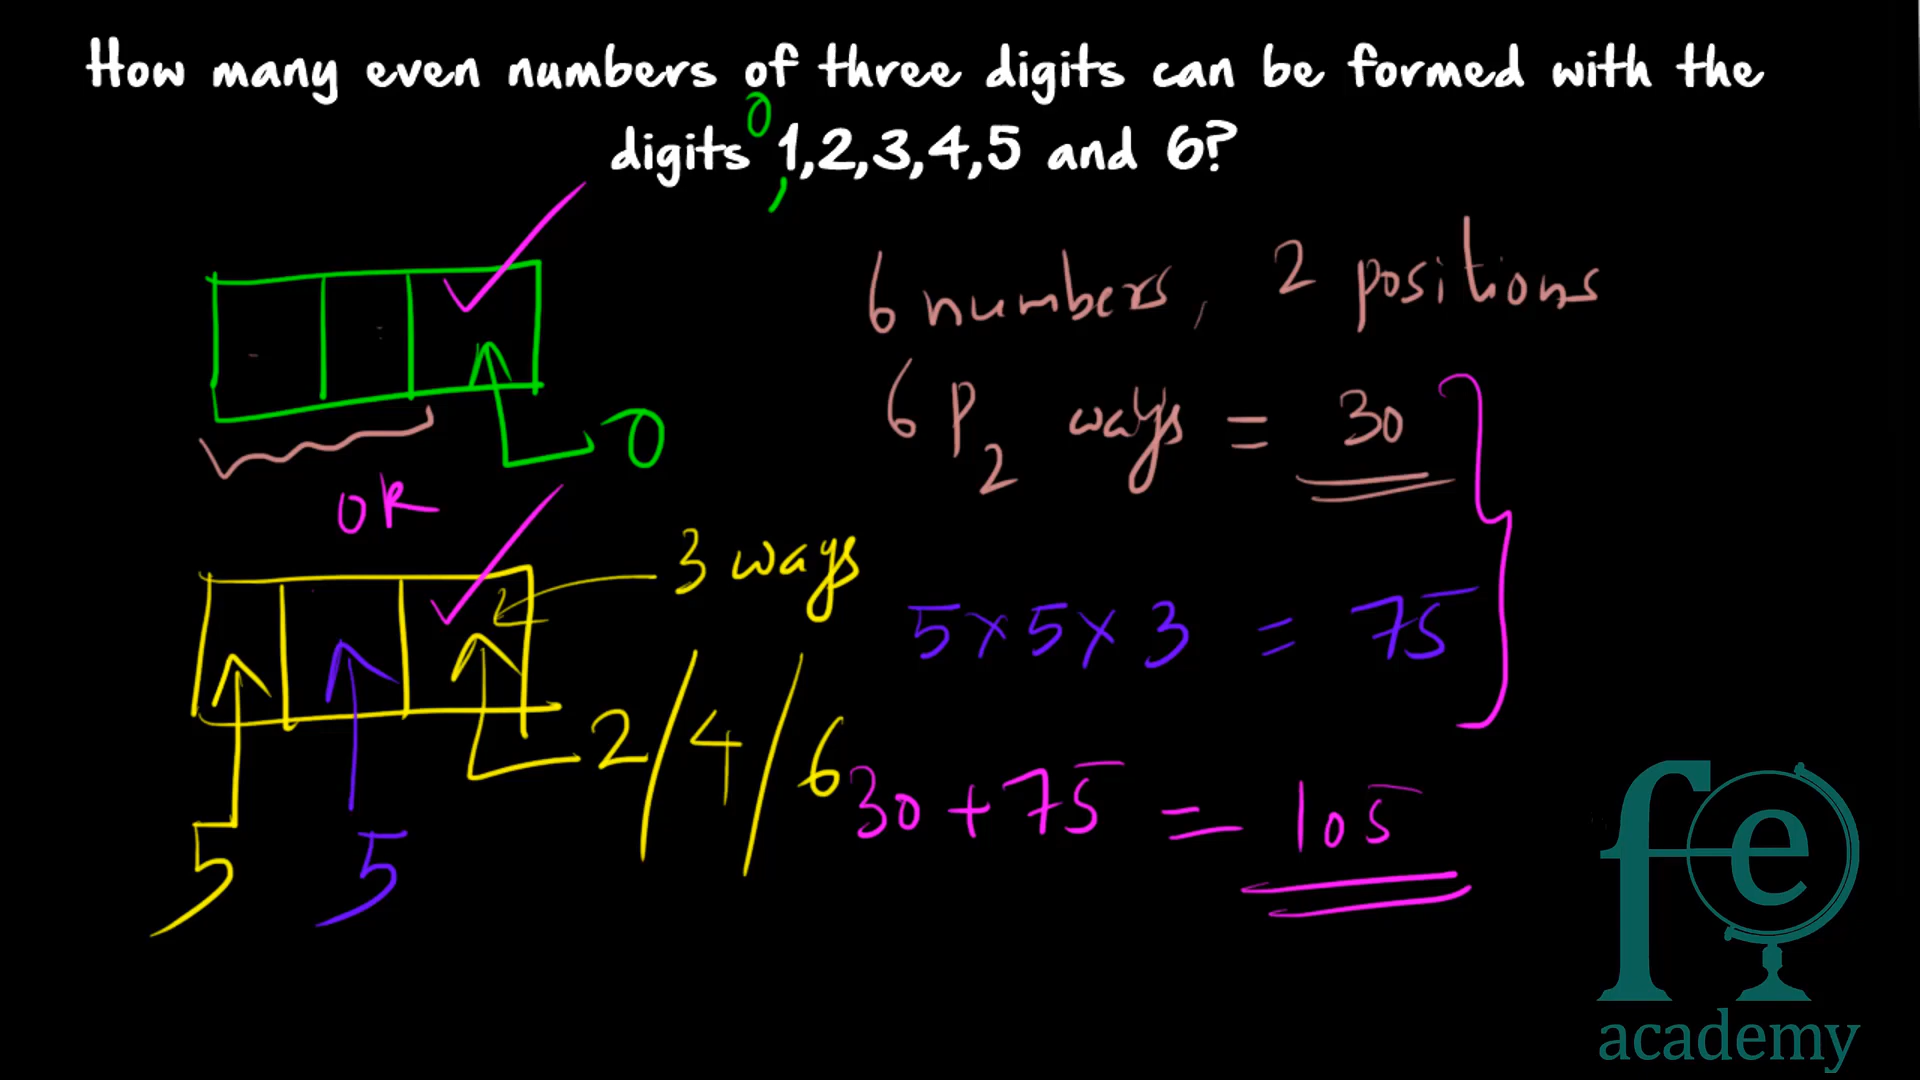 How many even numbers of three digits can be formed with the
digits 0, 1,2,3,4,5 and 6?
6 numbers, 2 positions
6P2 ways = 30
0
OR
3 ways
5×5×3 = 75
2/4/6
30+75 = 105
5 5
fe
academy